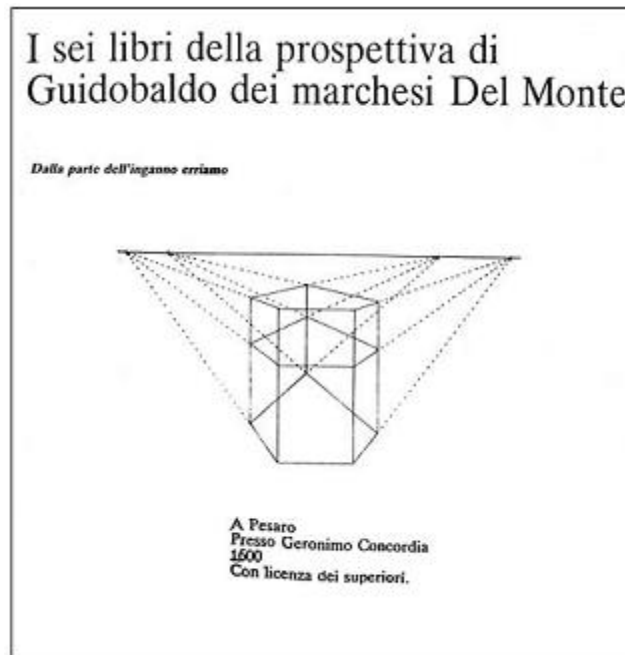 I sei libri della prospettiva di
Guidobaldo dei marchesi Del Monte
Dalla parte dell'inganno erriamo
A Pesaro
Presso Geronimo Concordia
1600
Con licenza dei superiori.